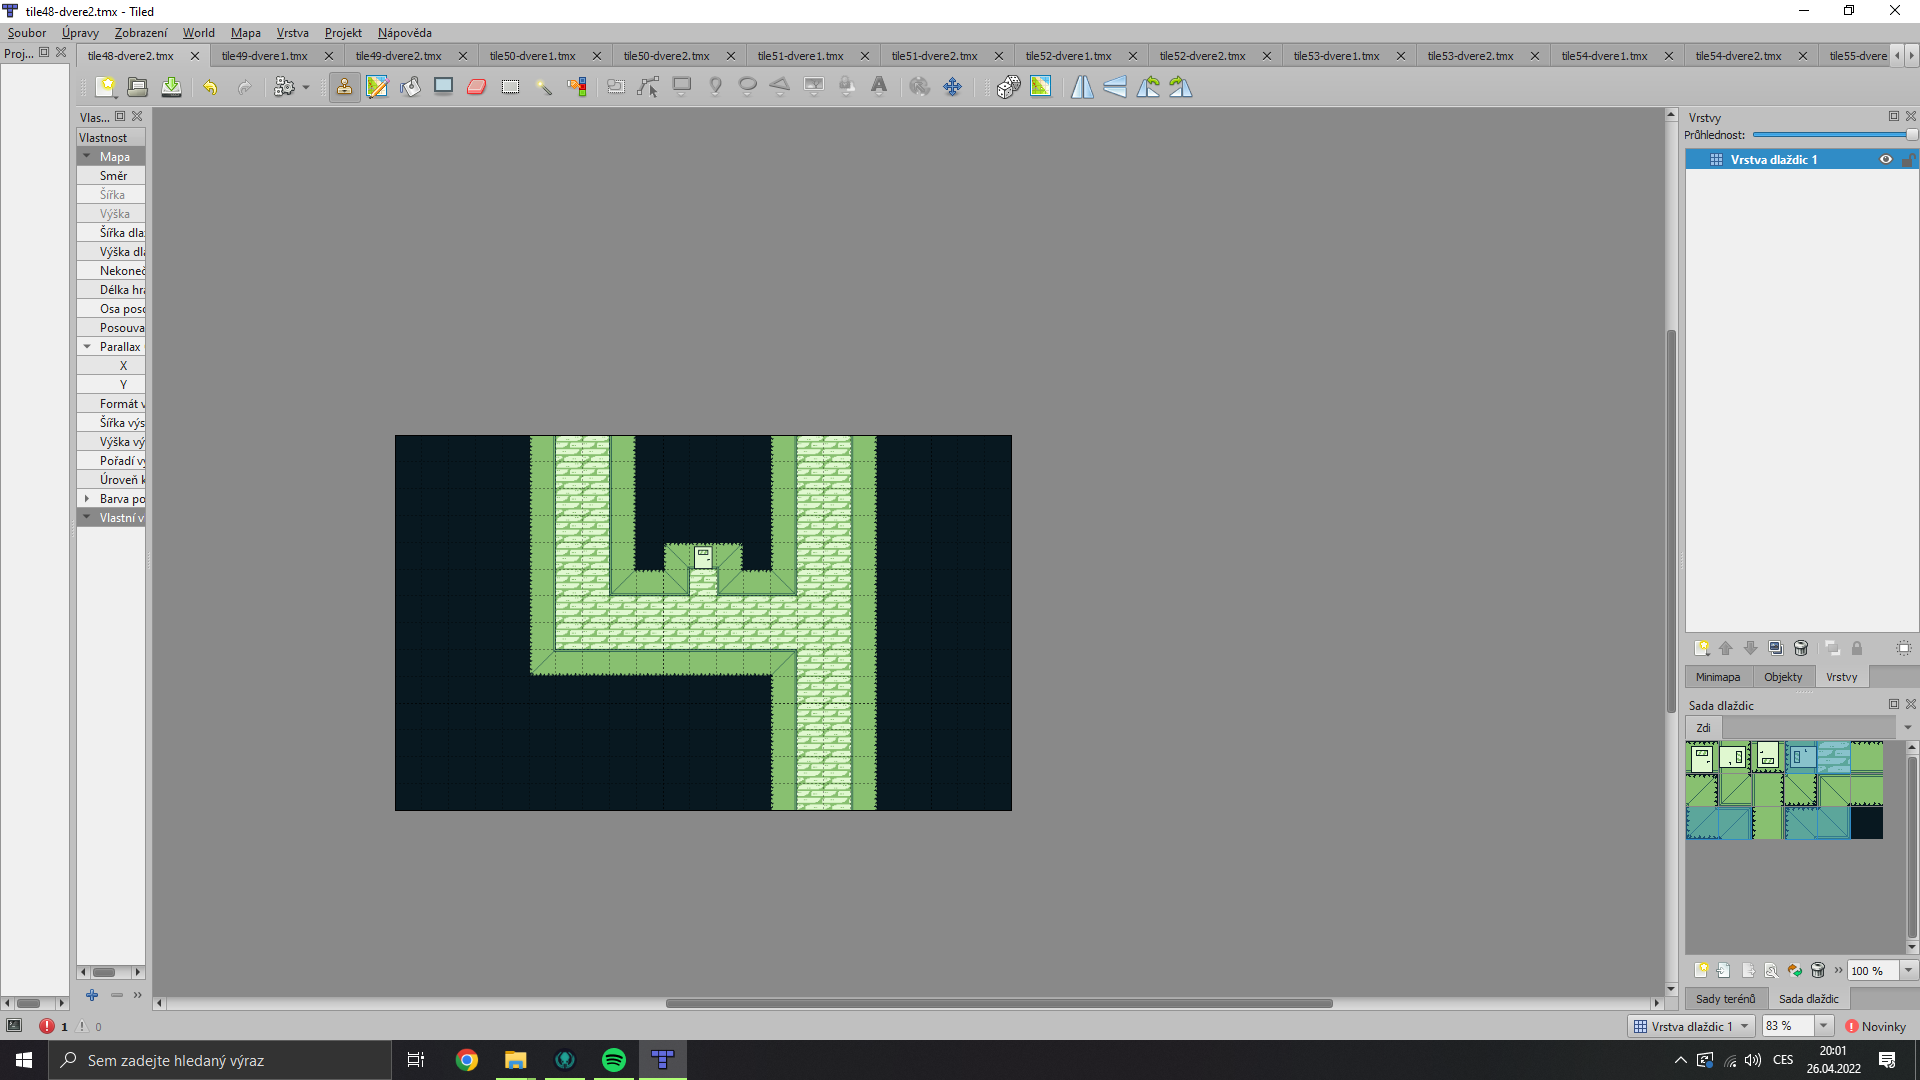 tile48-dvere2.tmx - Tiled
Soubor Úpravy Zobrazení World Mapa Vrstva Projekt Nápověda
Proj...
tile48-dvere2.tmx tile49-dvere1.tmx tile49-dvere2.tmx tile50-dvere1.tmx tile50-dvere2.tmx tile51-dvere1.tmx tile51-dvere2.tmx tile52-dvere1.tmx tile52-dvere2.tmx tile53-dvere1.tmx tile53-dvere2.tmx tile54-dvere1.tmx tile54-dvere2.tmx tile55-dvere
Vlas...
Vlastnost
Mapa
Směr
Šířka
Výška
Šířka dla
Výška dl
Nekoneč
Délka hr
Osa poso
Posouva
Parallax
X
Y
Formát v
Šířka výs
Výška vý
Pořadí vy
Úroveň k
Barva po
Vlastní v
Vrstvy
Průhlednost:
Vrstva dlaždic 1
Minimapa Objekty Vrstvy
Sada dlaždic
Zdi
100 %
Sady terénů Sada dlaždic
1 0
Vrstva dlaždic 1 83 % Novinky
Sem zadejte hledaný výraz
CES
20:01
26.04.2022